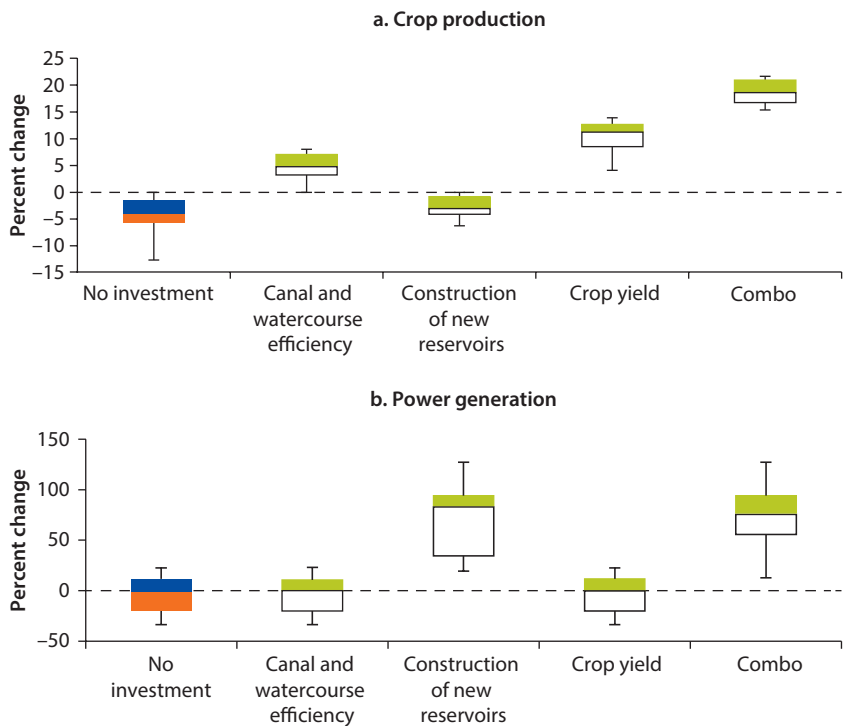 a. Crop production
Percent change
25
20
15
10
5
0
−5
−10
−15
No investment
Canal and
watercourse
efficiency
Construction
of new
reservoirs
Crop yield
Combo
b. Power generation
Percent change
150
100
50
0
−50
No
investment
Canal and
watercourse
efficiency
Construction
of new
reservoirs
Crop yield
Combo